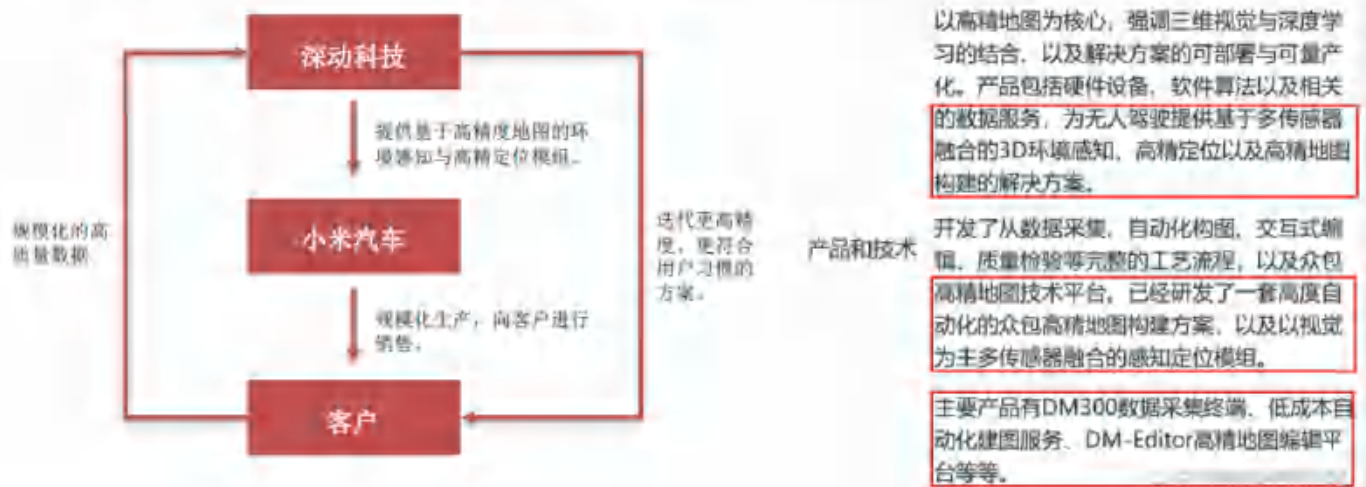 深动科技
提供基于高精度地图的环
境感知与高精定位模组。
小米汽车
规模化生产，向客户进行
销售。
客户
规模化的高
质量数据
迭代更高精
度，更符合
用户习惯的
方案。
产品和技术
以高精地图为核心，强调三维视觉与深度学
习的结合，以及解决方案的可部署与可量产
化。产品包括硬件设备、软件算法以及相关
的数据服务，为无人驾驶提供基于多传感器
融合的3D环境感知、高精定位以及高精地图
构建的解决方案。
开发了从数据采集、自动化构图、交互式编
辑、质量检验等完整的工艺流程，以及众包
高精地图技术平台，已经研发了一套高度自
动化的众包高精地图构建方案，以及以视觉
为主多传感器融合的感知定位模组。
主要产品有DM300数据采集终端、低成本自
动化建图服务、DM-Editor高精地图编辑平
台等等。